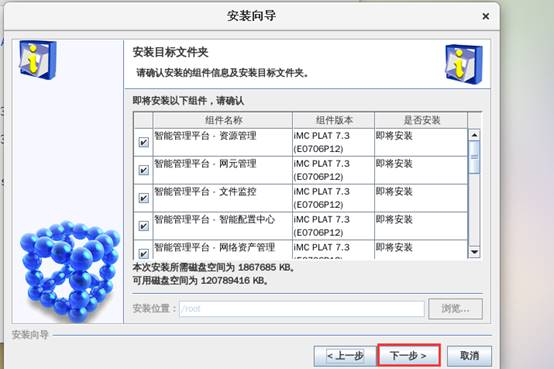 安装向导
安装目标文件夹
请确认安装的组件信息及安装目标文件夹。
即将安装以下组件，请确认
组件名称 组件版本 是否安装
智能管理平台 - 资源管理 iMC PLAT 7.3 (E0706P12) 即将安装
智能管理平台 - 网元管理 iMC PLAT 7.3 (E0706P12) 即将安装
智能管理平台 - 文件监控 iMC PLAT 7.3 (E0706P12) 即将安装
智能管理平台 - 智能配置中心 iMC PLAT 7.3 (E0706P12) 即将安装
智能管理平台 - 网络资产管理 iMC PLAT 7.3 (E0706P12) 即将安装
本次安装所需磁盘空间为 1867685 KB。
可用磁盘空间为 120789416 KB。
安装位置： /root 浏览...
安装向导
< 上一步 下一步 > 取消